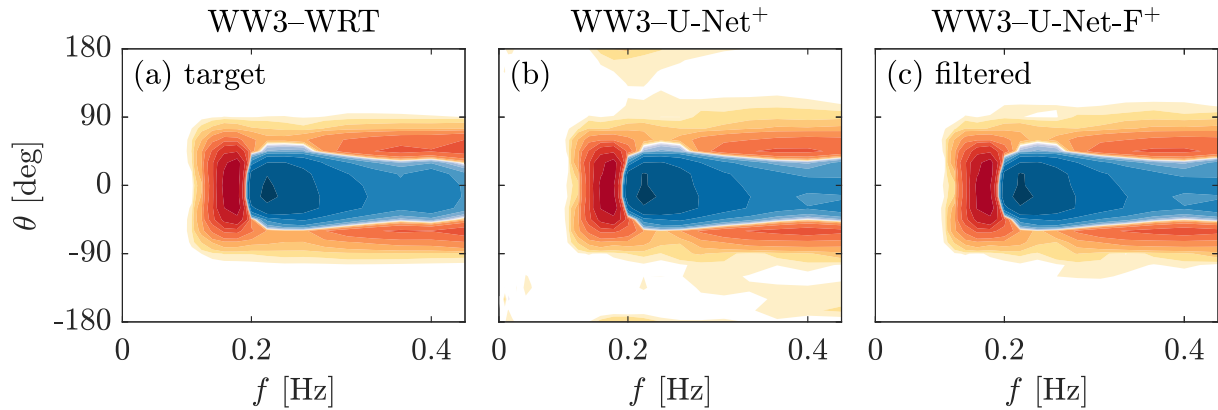 WW3–WRT
WW3–U-Net⁺
WW3–U-Net-F⁺
(a) target
(b)
(c) filtered
θ [deg]
180
90
0
-90
-180
0 0.2 0.4
0 0.2 0.4
0 0.2 0.4
f [Hz]
f [Hz]
f [Hz]